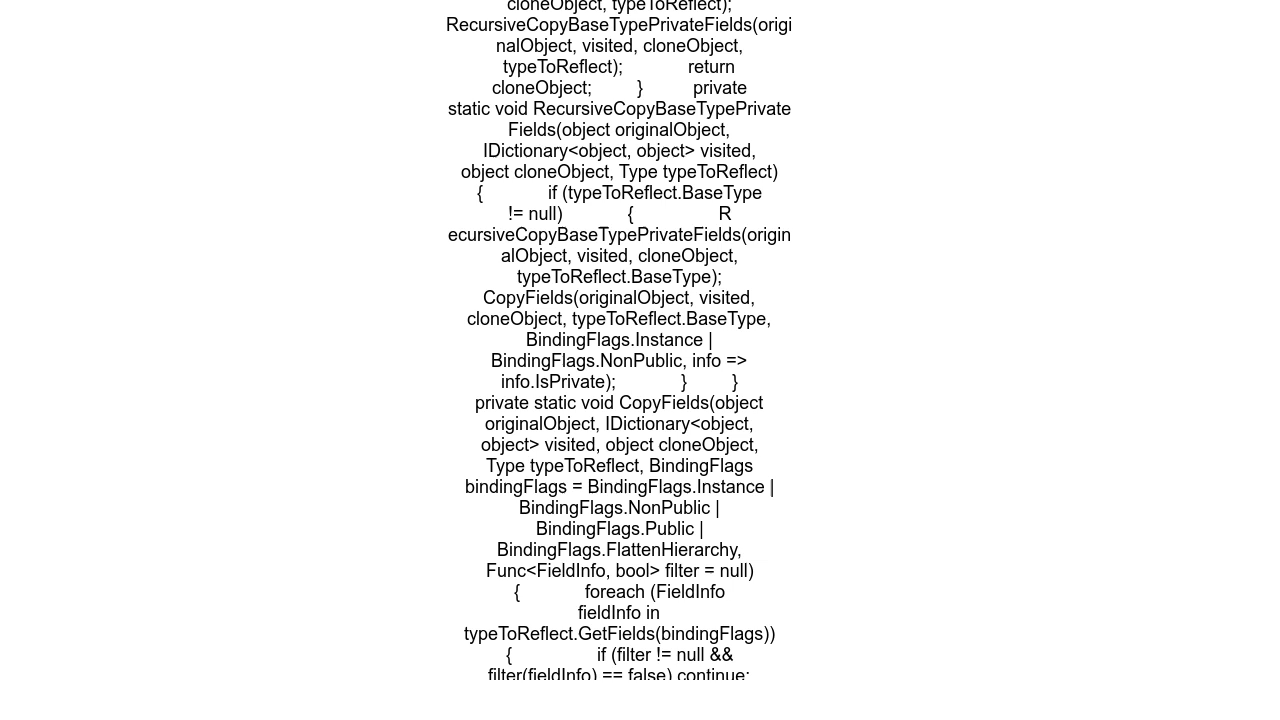 cloneObject, typeToReflect);
RecursiveCopyBaseTypePrivateFields(origi
nalObject, visited, cloneObject,
typeToReflect); return
cloneObject; } private
static void RecursiveCopyBaseTypePrivate
Fields(object originalObject,
IDictionary<object, object> visited,
object cloneObject, Type typeToReflect)
{ if (typeToReflect.BaseType
!= null) { R
ecursiveCopyBaseTypePrivateFields(origin
alObject, visited, cloneObject,
typeToReflect.BaseType);
CopyFields(originalObject, visited,
cloneObject, typeToReflect.BaseType,
BindingFlags.Instance |
BindingFlags.NonPublic, info =>
info.IsPrivate); } }
private static void CopyFields(object
originalObject, IDictionary<object,
object> visited, object cloneObject,
Type typeToReflect, BindingFlags
bindingFlags = BindingFlags.Instance |
BindingFlags.NonPublic |
BindingFlags.Public |
BindingFlags.FlattenHierarchy,
Func<FieldInfo, bool> filter = null)
{ foreach (FieldInfo
fieldInfo in
typeToReflect.GetFields(bindingFlags))
{ if (filter != null &&
filter(fieldInfo) == false) continue;